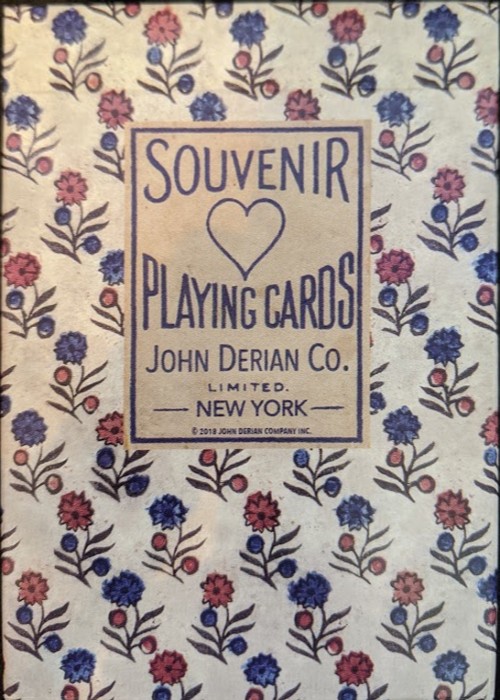 SOUVENIR
PLAYING CARDS
JOHN DERIAN CO.
LIMITED.
NEW YORK
© 2018 JOHN DERIAN COMPANY INC.